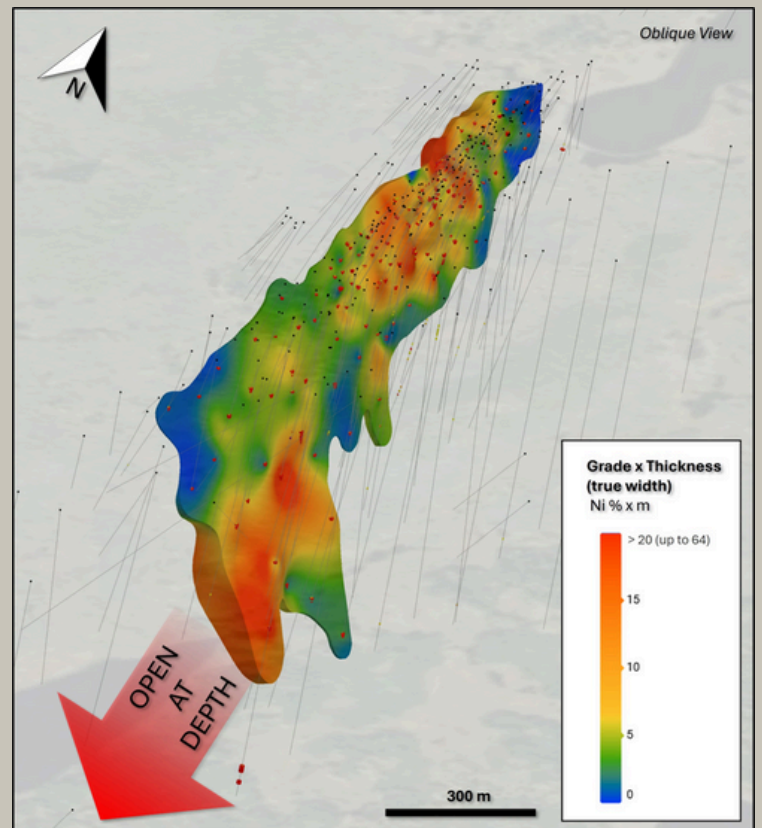 Oblique View
N
Grade x Thickness
(true width)
Ni % x m
> 20 (up to 64)
15
10
5
0
OPEN
AT
DEPTH
300 m